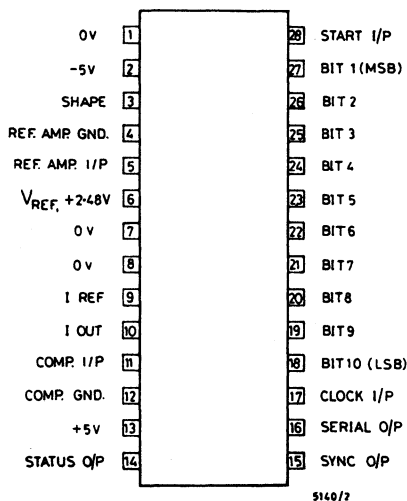 0V 1 28 START I/P
-5V 2 27 BIT 1 (MSB)
SHAPE 3 26 BIT 2
REF. AMP. GND. 4 25 BIT 3
REF. AMP. I/P 5 24 BIT 4
VREF, +2·48V 6 23 BIT 5
0V 7 22 BIT 6
0V 8 21 BIT 7
I REF 9 20 BIT 8
I OUT 10 19 BIT 9
COMP. I/P 11 18 BIT 10 (LSB)
COMP. GND. 12 17 CLOCK I/P
+5V 13 16 SERIAL O/P
STATUS O/P 14 15 SYNC O/P
5140/2